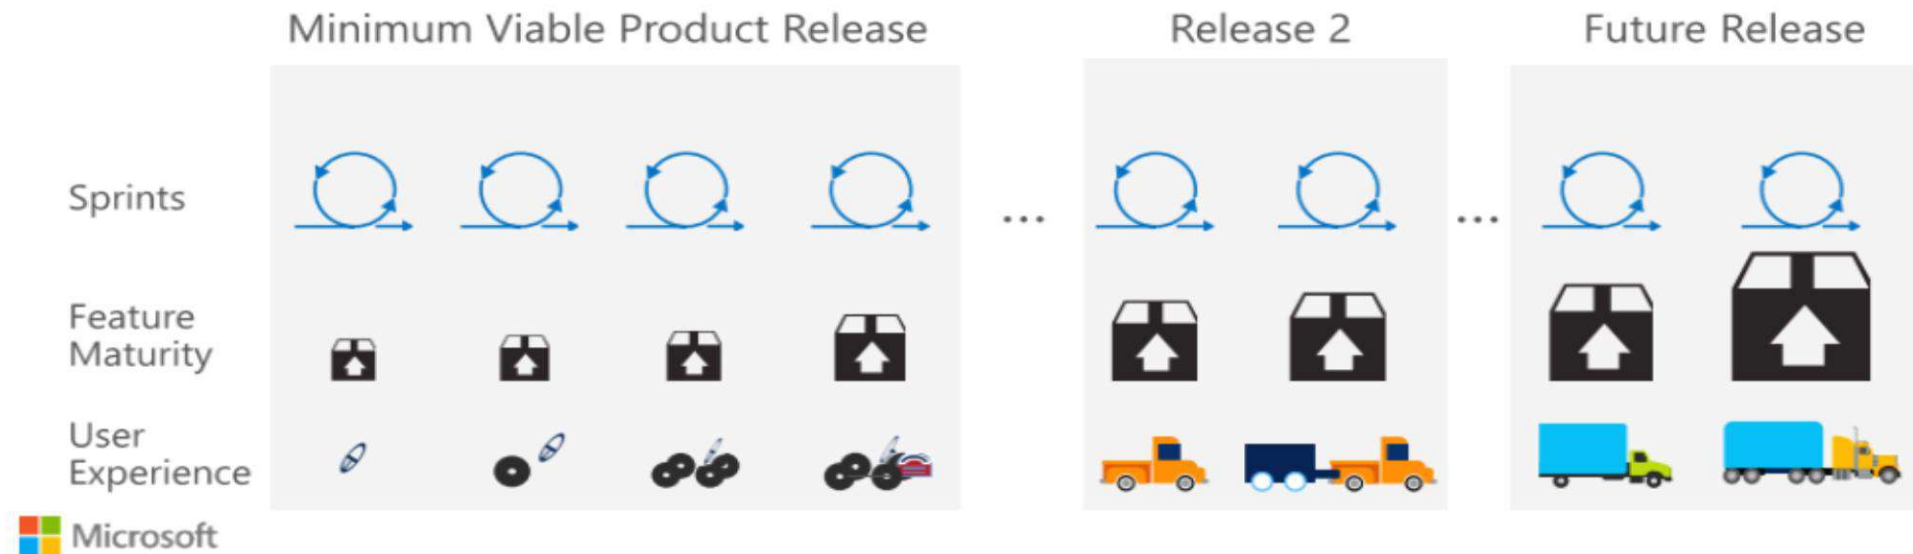 Minimum Viable Product Release
Release 2
Future Release
Sprints
...
...
Feature
Maturity
User
Experience
Microsoft